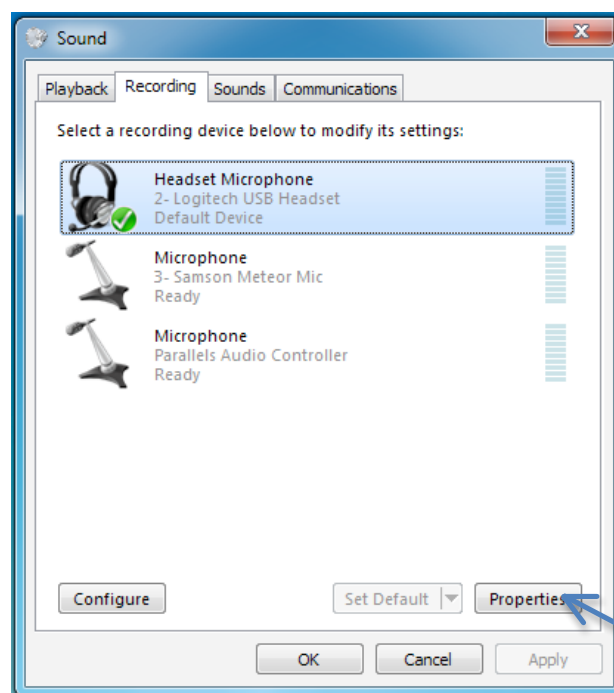 Sound
Playback Recording Sounds Communications
Select a recording device below to modify its settings:
Headset Microphone
2- Logitech USB Headset
Default Device
Microphone
3- Samson Meteor Mic
Ready
Microphone
Parallels Audio Controller
Ready
Configure Set Default Properties
OK Cancel Apply